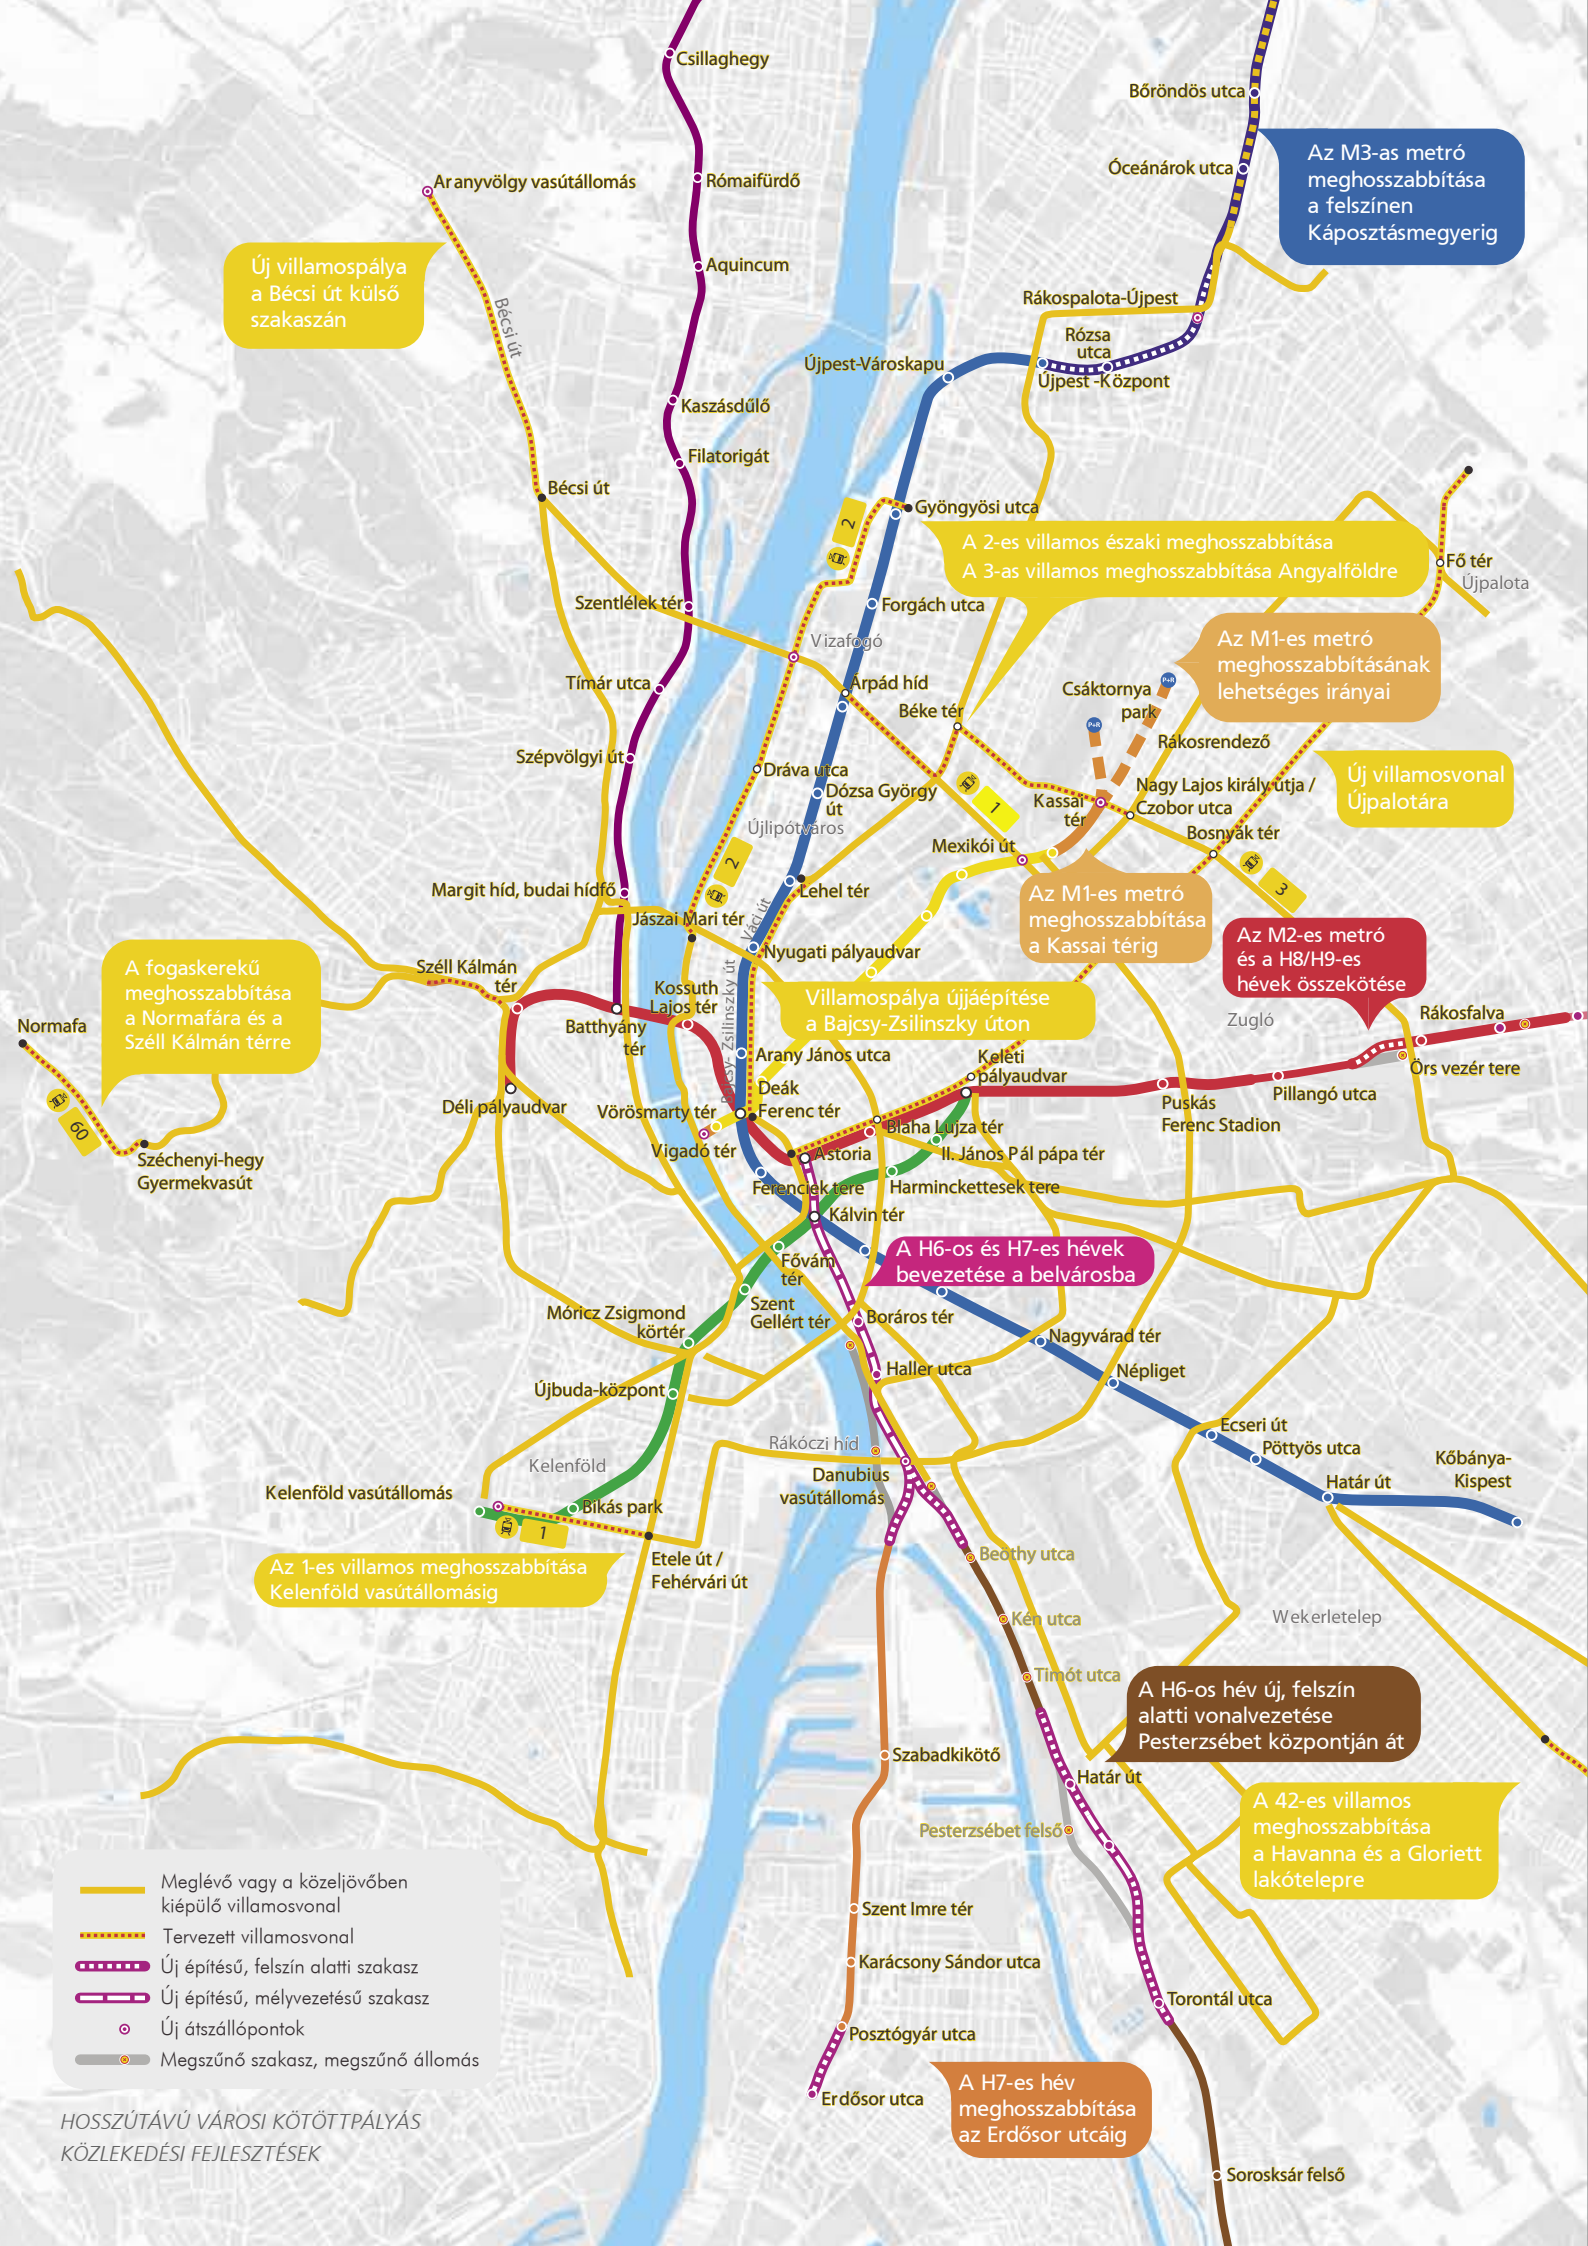 Csillaghegy
Bőröndös utca
Az M3-as metró
meghosszabbítása
a felszínen
Káposztásmegyerig
Óceánárok utca
Aranyvölgy vasútállomás
Rómaifürdő
Új villamospálya
a Bécsi út külső
szakaszán
Aquincum
Bécsi út
Rákospalota-Újpest
Rózsa
utca
Újpest-Városkapu
Újpest -Központ
Kaszásdűlő
Filatorigát
Bécsi út
Gyöngyösi utca
2
A 2-es villamos északi meghosszabbítása
A 3-as villamos meghosszabbítása Angyalföldre
Fő tér
Újpalota
Szentlélek tér
Forgách utca
Vizafogó
Az M1-es metró
meghosszabbításának
lehetséges irányai
Tímár utca
Árpád híd
Béke tér
Csáktornya
park
P+R
P+R
Rákosrendező
Szépvölgyi út
Dráva utca
Dózsa György
út
Újlipótváros
1
Kassai
tér
Nagy Lajos király útja /
Czobor utca
Bosnyák tér
Új villamosvonal
Újpalotára
Mexikói út
3
2
Margit híd, budai hídfő
Lehel tér
Az M1-es metró
meghosszabbítása
a Kassai térig
Jászai Mari tér
Váci út
Nyugati pályaudvar
Az M2-es metró
és a H8/H9-es
hévek összekötése
A fogaskerekű
meghosszabbítása
a Normafára és a
Széll Kálmán térre
Széll Kálmán
tér
Kossuth
Lajos tér
Villamospálya újjáépítése
a Bajcsy-Zsilinszky úton
Zugló
Rákosfalva
Normafa
Batthyány
tér
Bajcsy- Zsilinszky út
Arany János utca
Keleti
pályaudvar
Örs vezér tere
Pillangó utca
Puskás
Ferenc Stadion
Déli pályaudvar
Deák
Ferenc tér
Vörösmarty tér
Vigadó tér
60
Astoria
Blaha Lujza tér
II. János Pál pápa tér
Széchenyi-hegy
Gyermekvasút
Ferenciek tere
Harminckettesek tere
Kálvin tér
A H6-os és H7-es hévek
bevezetése a belvárosba
Fővám
tér
Szent
Gellért tér
Móricz Zsigmond
körtér
Boráros tér
Nagyvárad tér
Haller utca
Népliget
Újbuda-központ
Ecseri út
Pöttyös utca
Rákóczi híd
Határ út
Kőbánya-
Kispest
Kelenföld
Danubius
vasútállomás
Kelenföld vasútállomás
Bikás park
1
Az 1-es villamos meghosszabbítása
Kelenföld vasútállomásig
Etele út /
Fehérvári út
Beöthy utca
Kén utca
Wekerletelep
Timót utca
A H6-os hév új, felszín
alatti vonalvezetése
Pesterzsébet központján át
Szabadkikötő
Határ út
Pesterzsébet felső
A 42-es villamos
meghosszabbítása
a Havanna és a Gloriett
lakótelepre
Meglévő vagy a közeljövőben
kiépülő villamosvonal
Tervezett villamosvonal
Új építésű, felszín alatti szakasz
Új építésű, mélyvezetésű szakasz
Új átszállópontok
Megszűnő szakasz, megszűnő állomás
Szent Imre tér
Karácsony Sándor utca
Torontál utca
Posztógyár utca
Erdősor utca
A H7-es hév
meghosszabbítása
az Erdősor utcáig
HOSSZÚTÁVÚ VÁROSI KÖTÖTTPÁLYÁS
KÖZLEKEDÉSI FEJLESZTÉSEK
Sorosksár felső